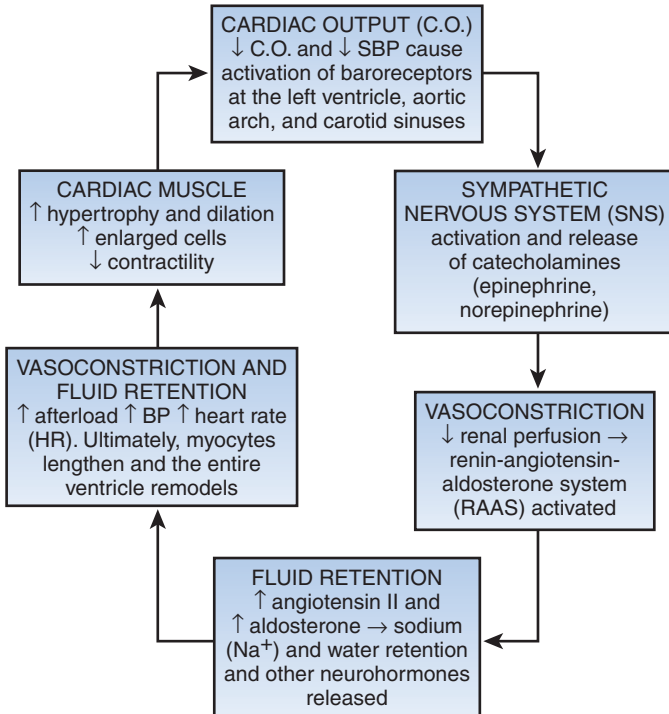 CARDIAC OUTPUT (C.O.)
↓ C.O. and ↓ SBP cause
activation of baroreceptors
at the left ventricle, aortic
arch, and carotid sinuses
SYMPATHETIC
NERVOUS SYSTEM (SNS)
activation and release
of catecholamines
(epinephrine,
norepinephrine)
VASOCONSTRICTION
↓ renal perfusion →
renin-angiotensin-
aldosterone system
(RAAS) activated
FLUID RETENTION
↑ angiotensin II and
↑ aldosterone → sodium
(Na⁺) and water retention
and other neurohormones
released
VASOCONSTRICTION AND
FLUID RETENTION
↑ afterload ↑ BP ↑ heart rate
(HR). Ultimately, myocytes
lengthen and the entire
ventricle remodels
CARDIAC MUSCLE
↑ hypertrophy and dilation
↑ enlarged cells
↓ contractility